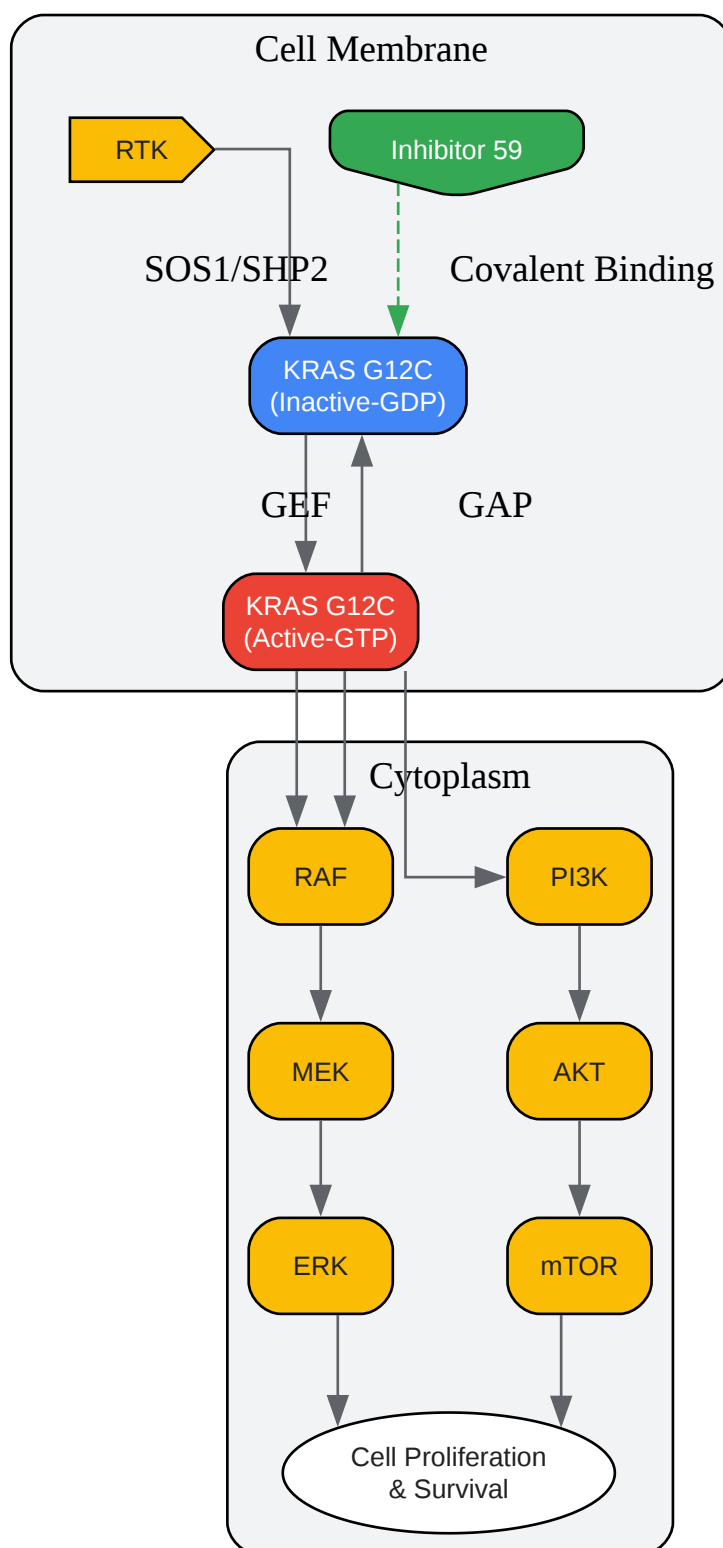 Cell Membrane
RTK
Inhibitor 59
SOS1/SHP2
Covalent Binding
KRAS G12C
(Inactive-GDP)
GEF
GAP
KRAS G12C
(Active-GTP)
Cytoplasm
RAF
PI3K
MEK
AKT
ERK
mTOR
Cell Proliferation
& Survival